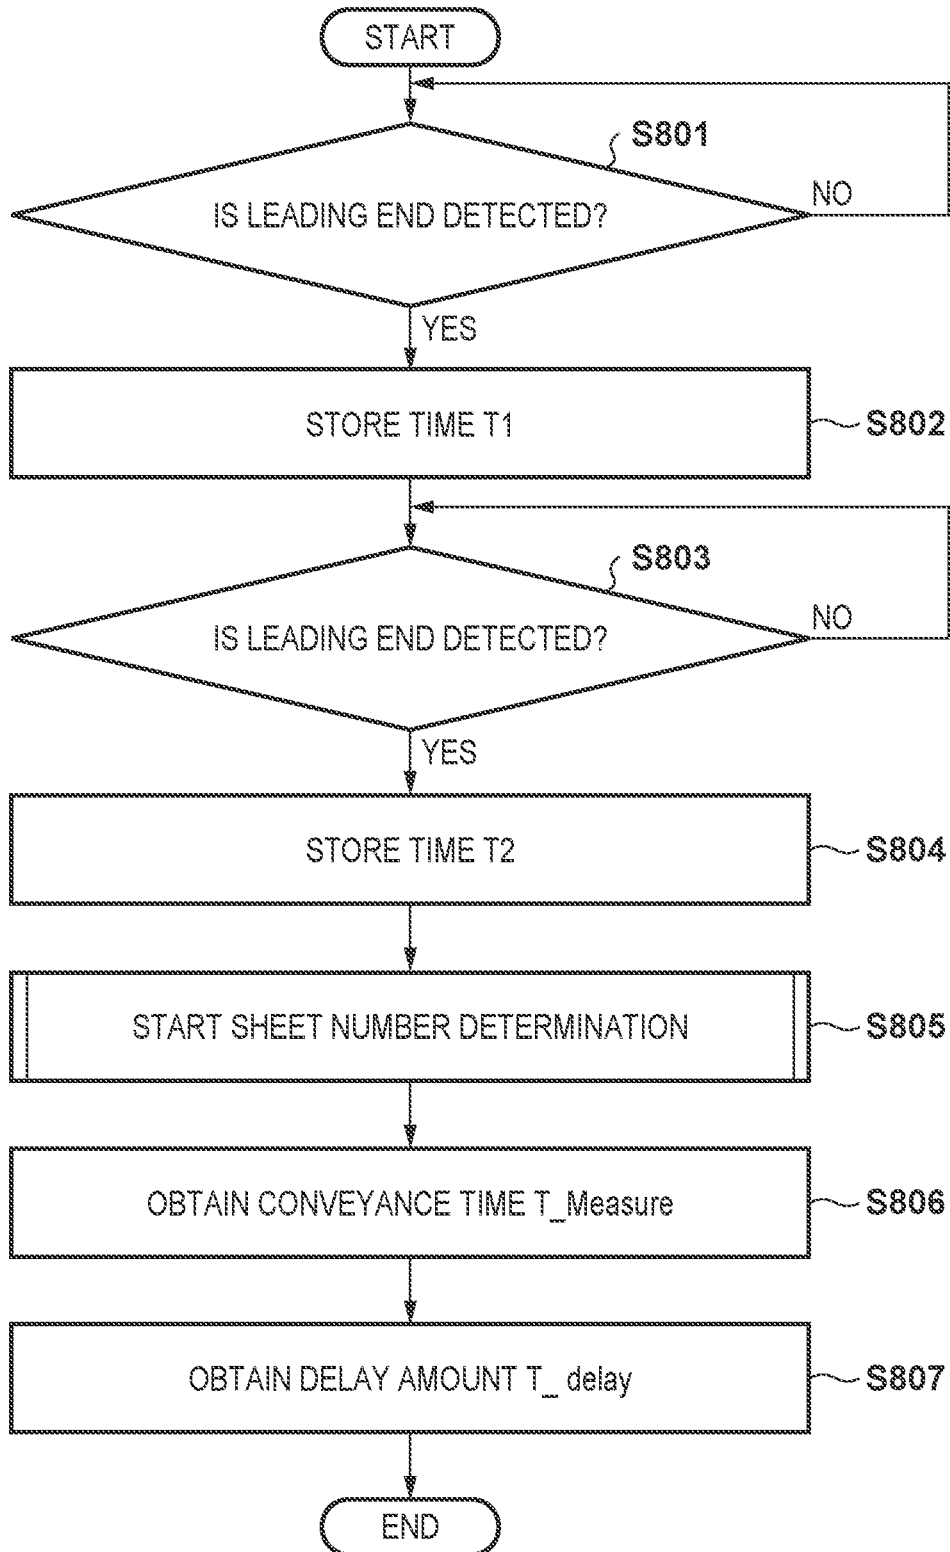 START
S801
IS LEADING END DETECTED?
NO
YES
STORE TIME T1
S802
S803
IS LEADING END DETECTED?
NO
YES
STORE TIME T2
S804
START SHEET NUMBER DETERMINATION
S805
OBTAIN CONVEYANCE TIME T_Measure
S806
OBTAIN DELAY AMOUNT T_ delay
S807
END